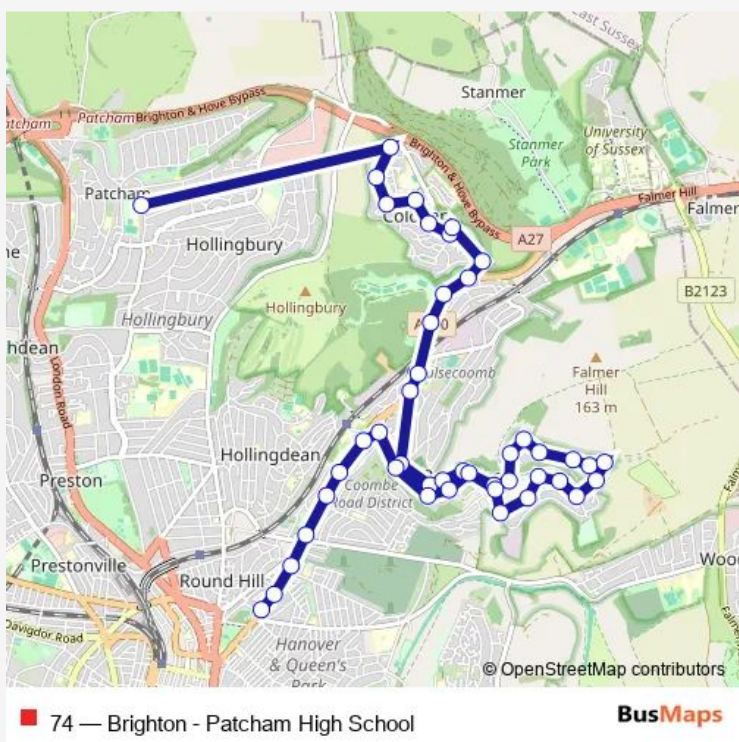 East Sussex
Stanmer
Patcham
Patcham
Brighton & Hove Bypass
University
of Sussex
Stanmer
Park
Brighton & Hove Bypass
Patcham
Falmer Hill
Falmer
A27
Hollingbury
B2123
Hollingbury
Hollingbury
London Road
Falmer
Hill
163 m
Hollingdean
Preston
Coombe
Road District
Prestonville
Round Hill
Davigdor Road
Hanover
& Queen's
Park
© OpenStreetMap contributors
74 — Brighton - Patcham High School
BusMaps